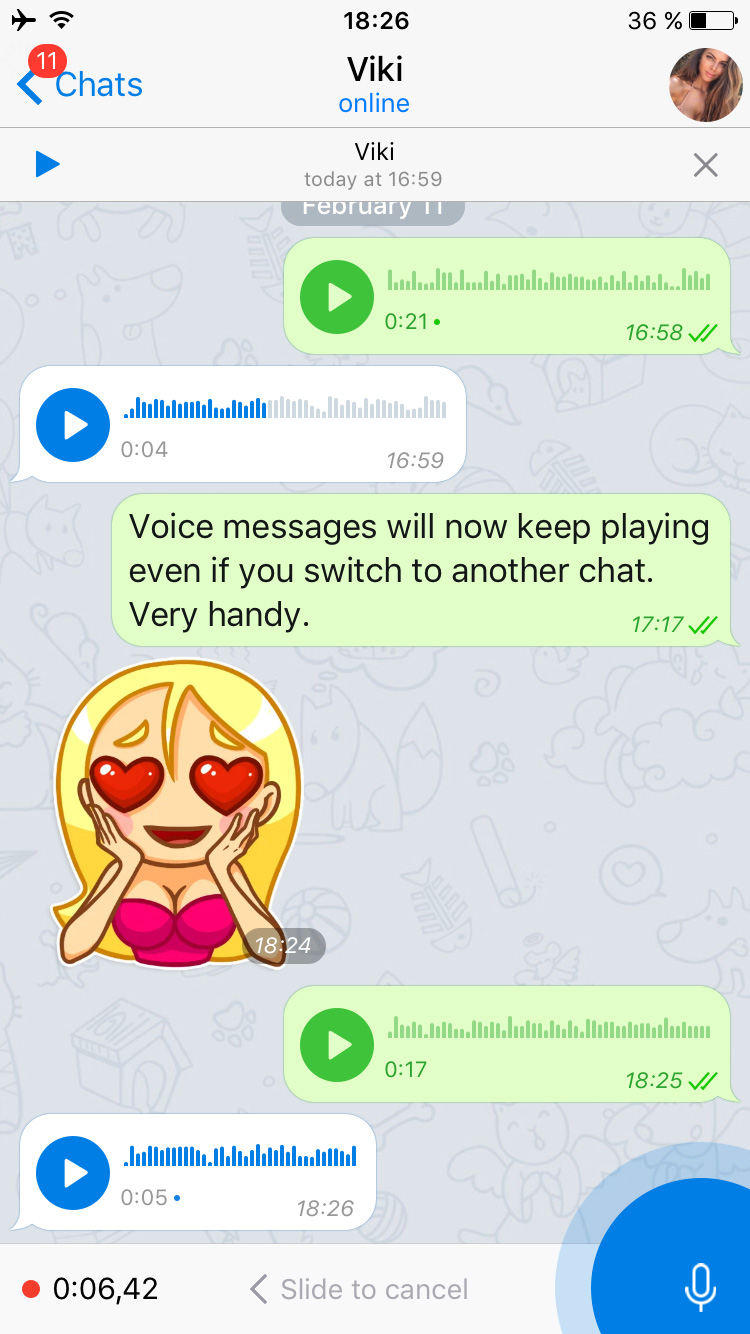 18:26
36 %
11
Chats
Viki
online
Viki
today at 16:59
February 11
0:21
16:58
0:04
16:59
Voice messages will now keep playing
even if you switch to another chat.
Very handy.
17:17
18:24
0:17
18:25
0:05
18:26
0:06,42
Slide to cancel